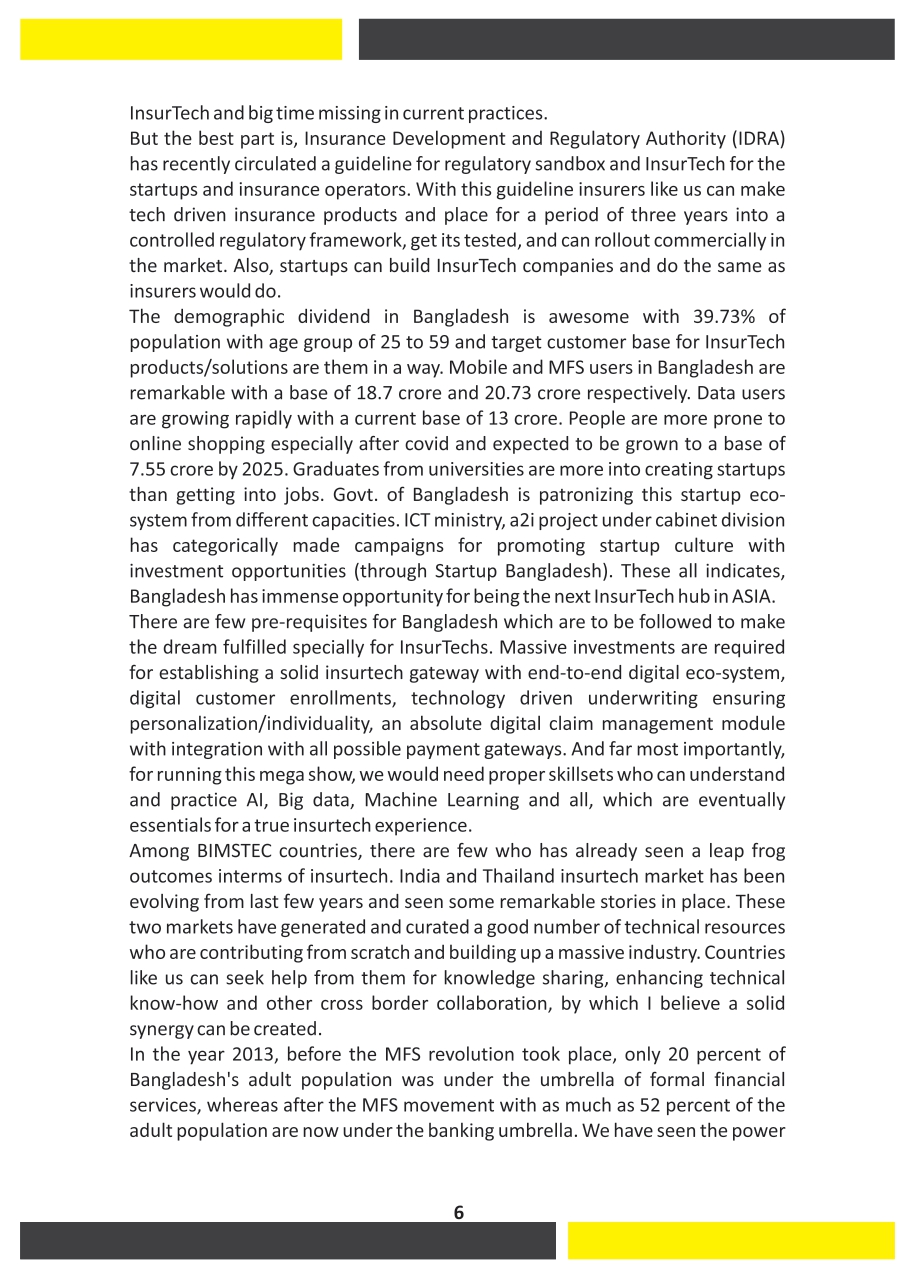 InsurTech and big time missing in current practices.
But the best part is, Insurance Development and Regulatory Authority (IDRA)
has recently circulated a guideline for regulatory sandbox and InsurTech for the
startups and insurance operators. With this guideline insurers like us can make
tech driven insurance products and place for a period of three years into a
controlled regulatory framework, get its tested, and can rollout commercially in
the market. Also, startups can build InsurTech companies and do the same as
insurers would do.
The demographic dividend in Bangladesh is awesome with 39.73% of
population with age group of 25 to 59 and target customer base for InsurTech
products/solutions are them in a way. Mobile and MFS users in Bangladesh are
remarkable with a base of 18.7 crore and 20.73 crore respectively. Data users
are growing rapidly with a current base of 13 crore. People are more prone to
online shopping especially after covid and expected to be grown to a base of
7.55 crore by 2025. Graduates from universities are more into creating startups
than getting into jobs. Govt. of Bangladesh is patronizing this startup eco-
system from different capacities. ICT ministry, a2i project under cabinet division
has categorically made campaigns for promoting startup culture with
investment opportunities (through Startup Bangladesh). These all indicates,
Bangladesh has immense opportunity for being the next InsurTech hub in ASIA.
There are few pre-requisites for Bangladesh which are to be followed to make
the dream fulfilled specially for InsurTechs. Massive investments are required
for establishing a solid insurtech gateway with end-to-end digital eco-system,
digital customer enrollments, technology driven underwriting ensuring
personalization/individuality, an absolute digital claim management module
with integration with all possible payment gateways. And far most importantly,
for running this mega show, we would need proper skillsets who can understand
and practice AI, Big data, Machine Learning and all, which are eventually
essentials for a true insurtech experience.
Among BIMSTEC countries, there are few who has already seen a leap frog
outcomes interms of insurtech. India and Thailand insurtech market has been
evolving from last few years and seen some remarkable stories in place. These
two markets have generated and curated a good number of technical resources
who are contributing from scratch and building up a massive industry. Countries
like us can seek help from them for knowledge sharing, enhancing technical
know-how and other cross border collaboration, by which I believe a solid
synergy can be created.
In the year 2013, before the MFS revolution took place, only 20 percent of
Bangladesh's adult population was under the umbrella of formal financial
services, whereas after the MFS movement with as much as 52 percent of the
adult population are now under the banking umbrella. We have seen the power
6